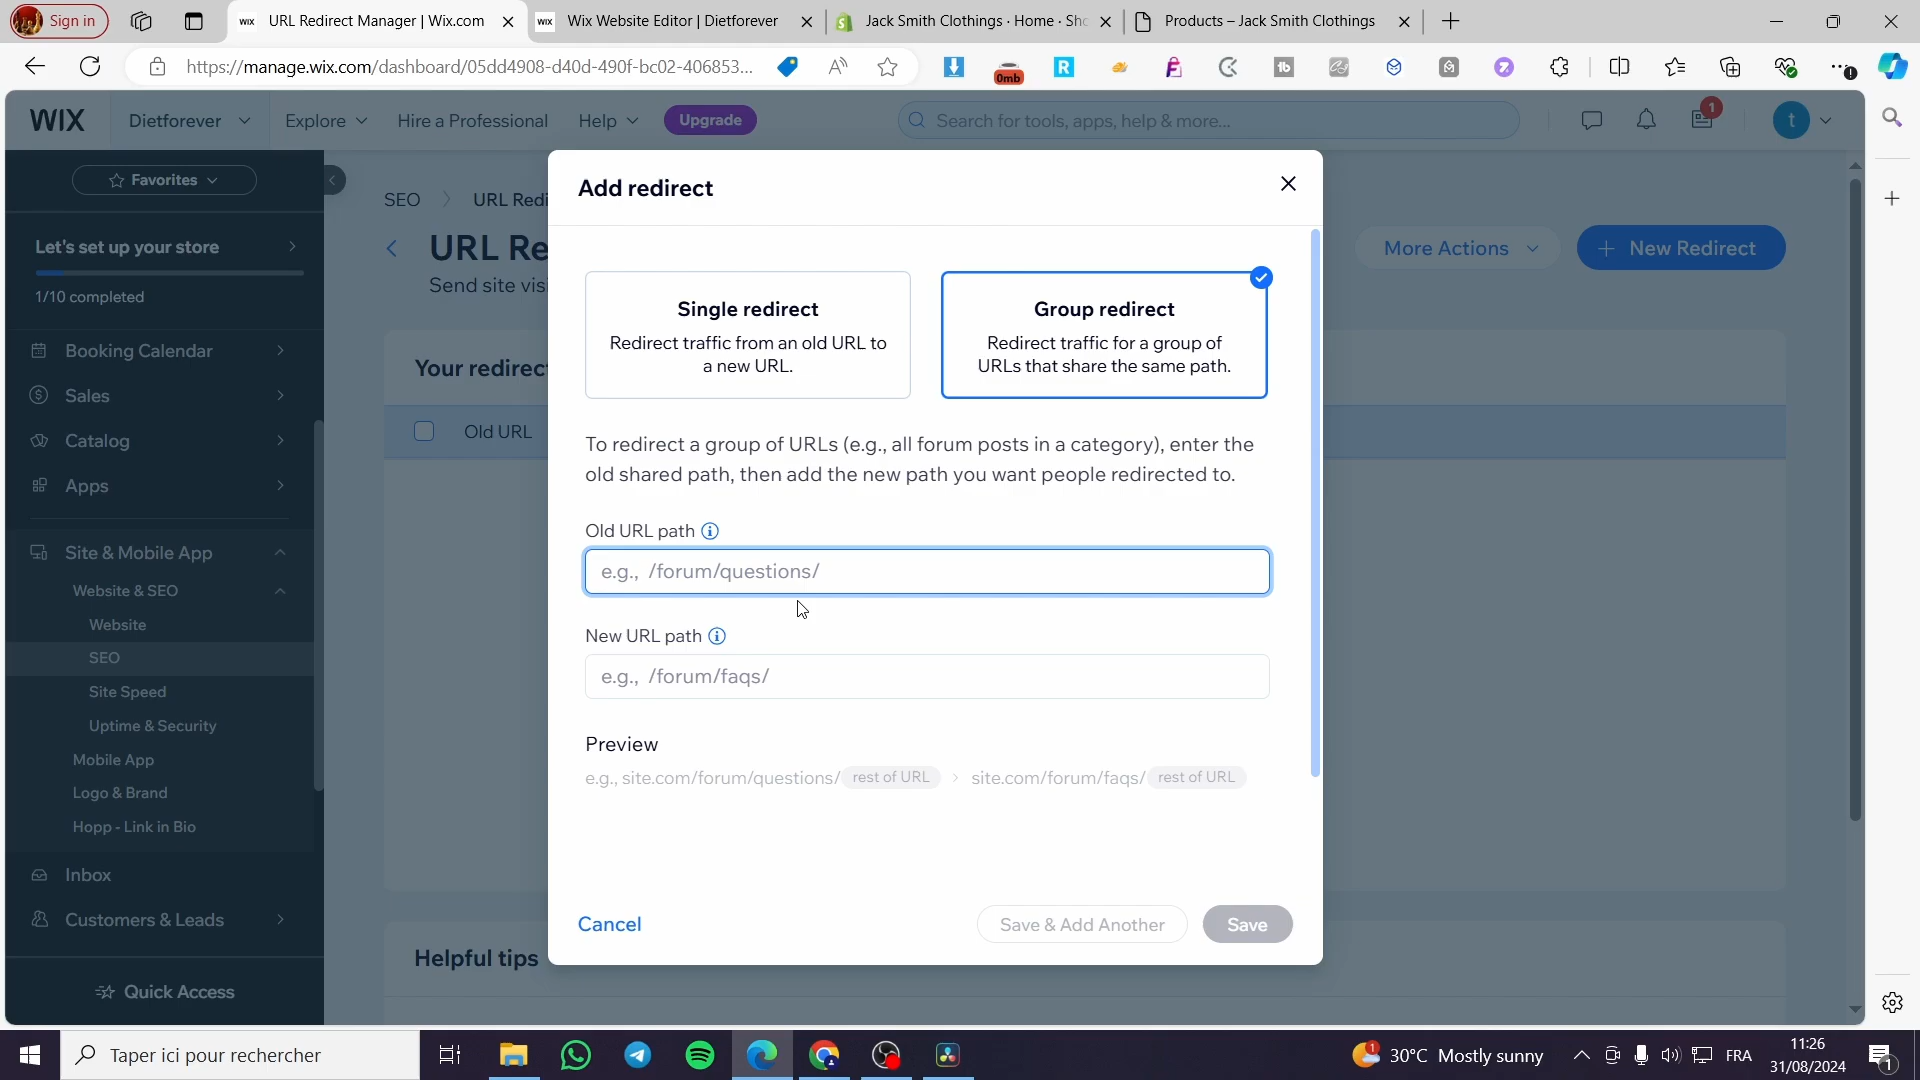 Sign in
WIX URL Redirect Manager | Wix.com
WIX Wix Website Editor | Dietforever
Jack Smith Clothings · Home · Sho
Products – Jack Smith Clothings
https://manage.wix.com/dashboard/05dd4908-d40d-490f-bc02-406853...
0mb
WIX
Dietforever
Explore
Hire a Professional
Help
Upgrade
Search for tools, apps, help & more...
1
t
Favorites
Let's set up your store
1/10 completed
Booking Calendar
Sales
Catalog
Apps
Site & Mobile App
Website & SEO
Website
SEO
Site Speed
Uptime & Security
Mobile App
Logo & Brand
Hopp - Link in Bio
Inbox
Customers & Leads
Quick Access
SEO
URL Redi
URL Re
Send site vis
More Actions
New Redirect
Your redirec
Old URL
Helpful tips
Add redirect
Single redirect
Redirect traffic from an old URL to
a new URL.
Group redirect
Redirect traffic for a group of
URLs that share the same path.
To redirect a group of URLs (e.g., all forum posts in a category), enter the
old shared path, then add the new path you want people redirected to.
Old URL path
e.g., /forum/questions/
New URL path
e.g., /forum/faqs/
Preview
e.g., site.com/forum/questions/ rest of URL > site.com/forum/faqs/ rest of URL
Cancel
Save & Add Another
Save
Taper ici pour rechercher
1
30°C Mostly sunny
FRA
11:26
31/08/2024
1